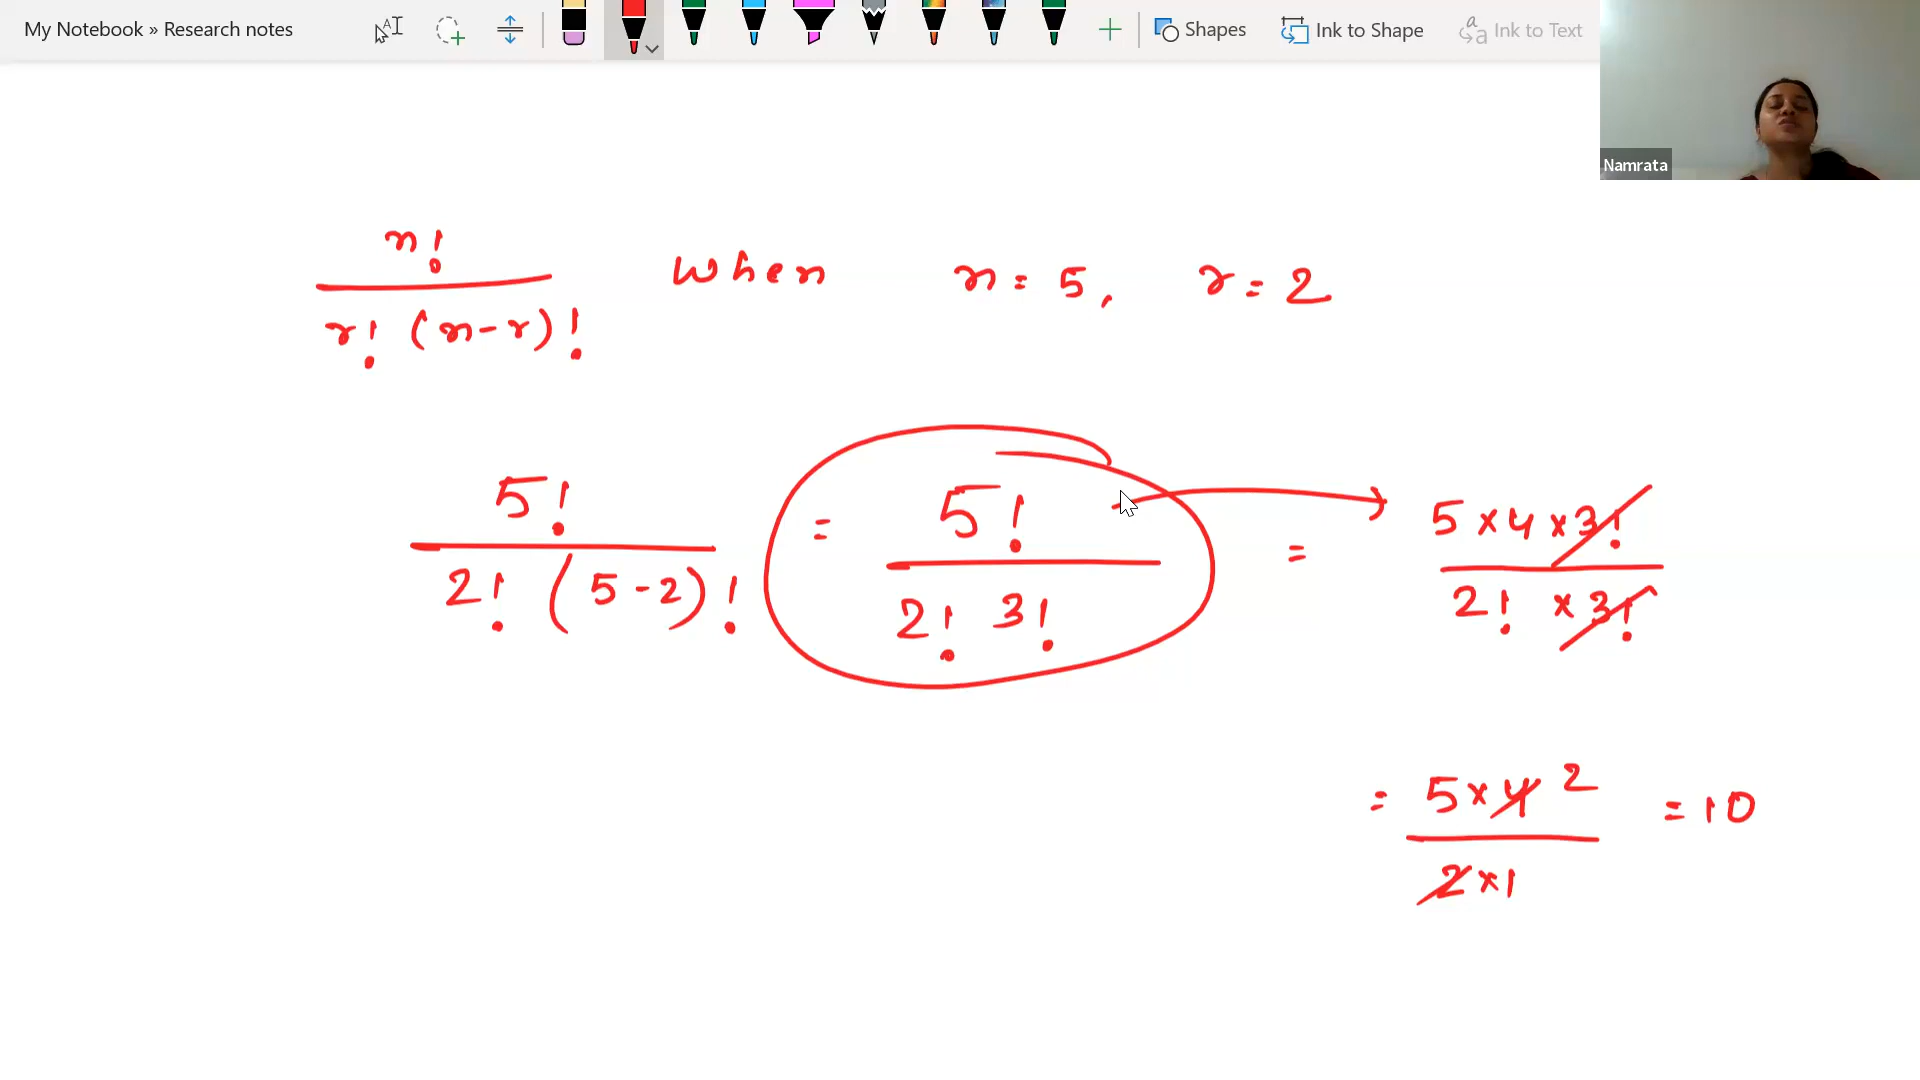 My Notebook » Research notes
Shapes
Ink to Shape
Ink to Text
Namrata
n!
r! (n-r)!
when n = 5, r = 2
5!
2! (5-2)!
= 5!
2! 3!
= 5 x 4 x 3!
2! x 3!
= 5 x 4 2
2 x 1
= 10